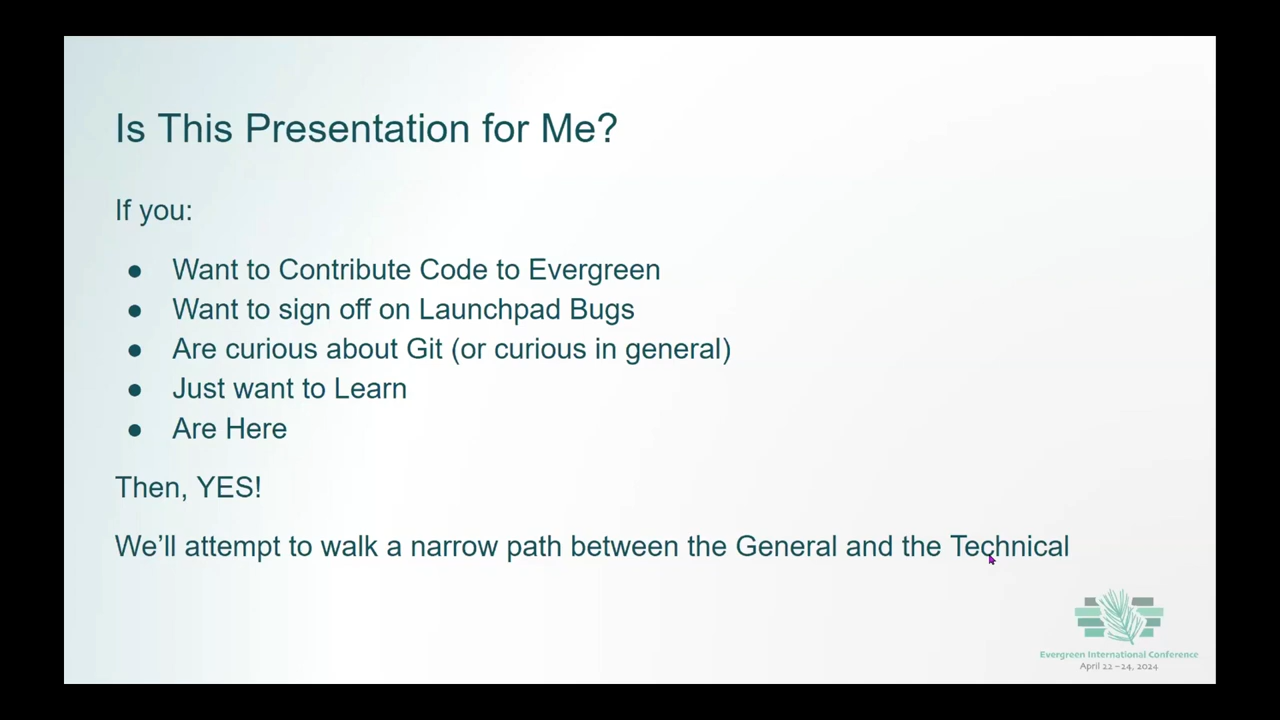 Is This Presentation for Me?
If you:
● Want to Contribute Code to Evergreen
● Want to sign off on Launchpad Bugs
● Are curious about Git (or curious in general)
● Just want to Learn
● Are Here
Then, YES!
We’ll attempt to walk a narrow path between the General and the Technical
Evergreen International Conference
April 22–24, 2024